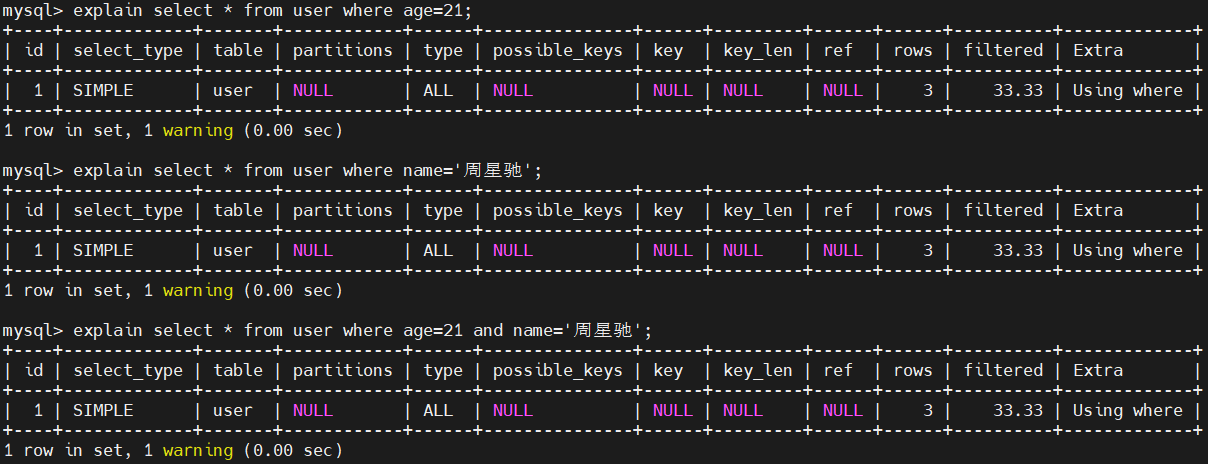 mysql> explain select * from user where age=21;
+----+-------------+-------+------------+------+---------------+------+---------+------+------+----------+-------------+
| id | select_type | table | partitions | type | possible_keys | key  | key_len | ref  | rows | filtered | Extra       |
+----+-------------+-------+------------+------+---------------+------+---------+------+------+----------+-------------+
|  1 | SIMPLE      | user  | NULL       | ALL  | NULL          | NULL | NULL    | NULL |    3 |    33.33 | Using where |
+----+-------------+-------+------------+------+---------------+------+---------+------+------+----------+-------------+
1 row in set, 1 warning (0.00 sec)

mysql> explain select * from user where name='周星驰';
+----+-------------+-------+------------+------+---------------+------+---------+------+------+----------+-------------+
| id | select_type | table | partitions | type | possible_keys | key  | key_len | ref  | rows | filtered | Extra       |
+----+-------------+-------+------------+------+---------------+------+---------+------+------+----------+-------------+
|  1 | SIMPLE      | user  | NULL       | ALL  | NULL          | NULL | NULL    | NULL |    3 |    33.33 | Using where |
+----+-------------+-------+------------+------+---------------+------+---------+------+------+----------+-------------+
1 row in set, 1 warning (0.00 sec)

mysql> explain select * from user where age=21 and name='周星驰';
+----+-------------+-------+------------+------+---------------+------+---------+------+------+----------+-------------+
| id | select_type | table | partitions | type | possible_keys | key  | key_len | ref  | rows | filtered | Extra       |
+----+-------------+-------+------------+------+---------------+------+---------+------+------+----------+-------------+
|  1 | SIMPLE      | user  | NULL       | ALL  | NULL          | NULL | NULL    | NULL |    3 |    33.33 | Using where |
+----+-------------+-------+------------+------+---------------+------+---------+------+------+----------+-------------+
1 row in set, 1 warning (0.00 sec)